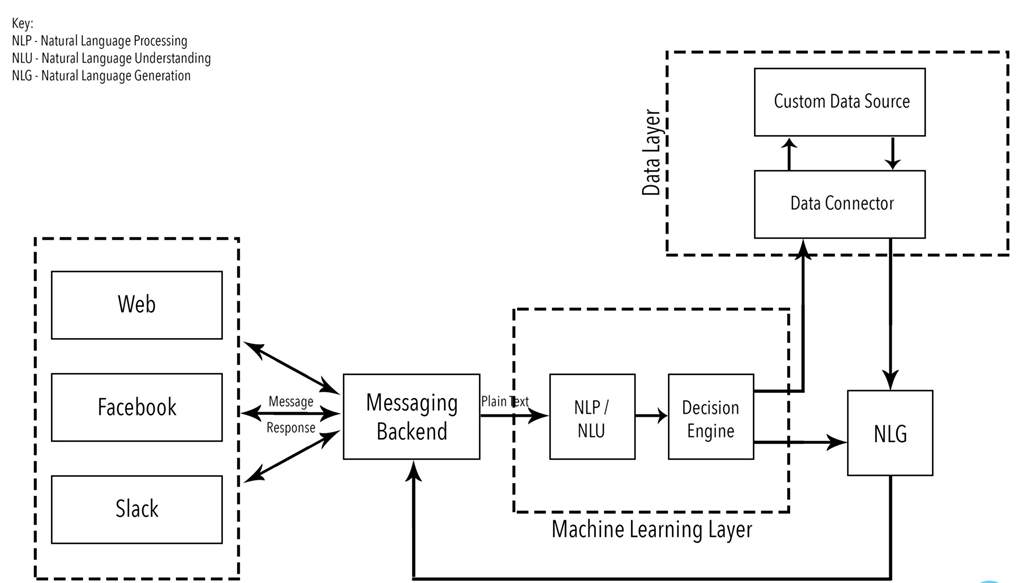 Key:
NLP - Natural Language Processing
NLU - Natural Language Understanding
NLG - Natural Language Generation
Custom Data Source
Data Layer
Data Connector
Web
Facebook
Slack
Message
Response
Messaging
Backend
Plain Text
NLP /
NLU
Decision
Engine
NLG
Machine Learning Layer